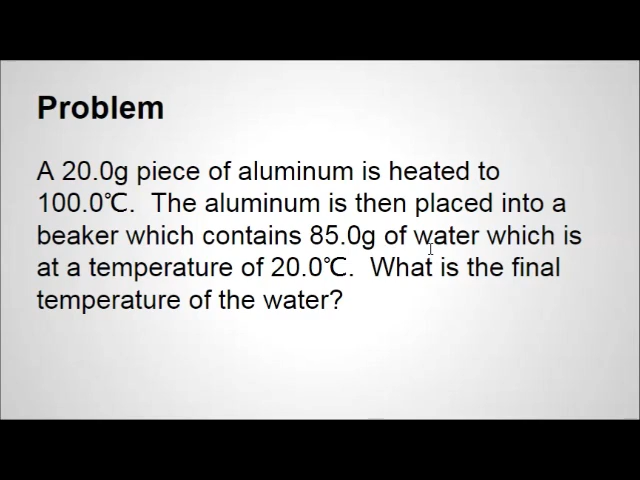 Problem
A 20.0g piece of aluminum is heated to
100.0℃.  The aluminum is then placed into a
beaker which contains 85.0g of water which is
at a temperature of 20.0℃.  What is the final
temperature of the water?